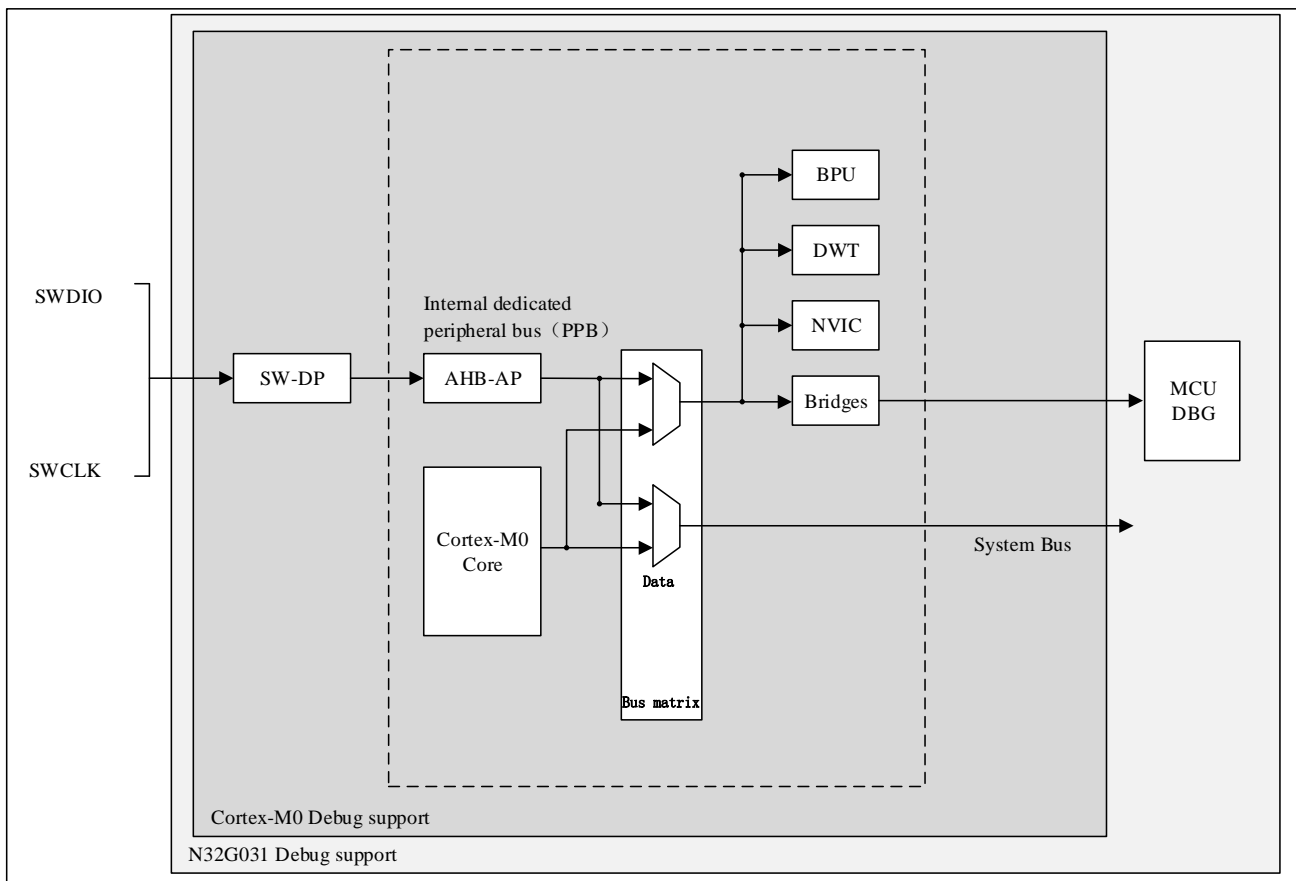 BPU
DWT
SWDIO
Internal dedicated
peripheral bus（PPB）
NVIC
SW-DP
AHB-AP
Bridges
MCU
DBG
SWCLK
Cortex-M0
Core
System Bus
Data
Bus matrix
Cortex-M0 Debug support
N32G031 Debug support